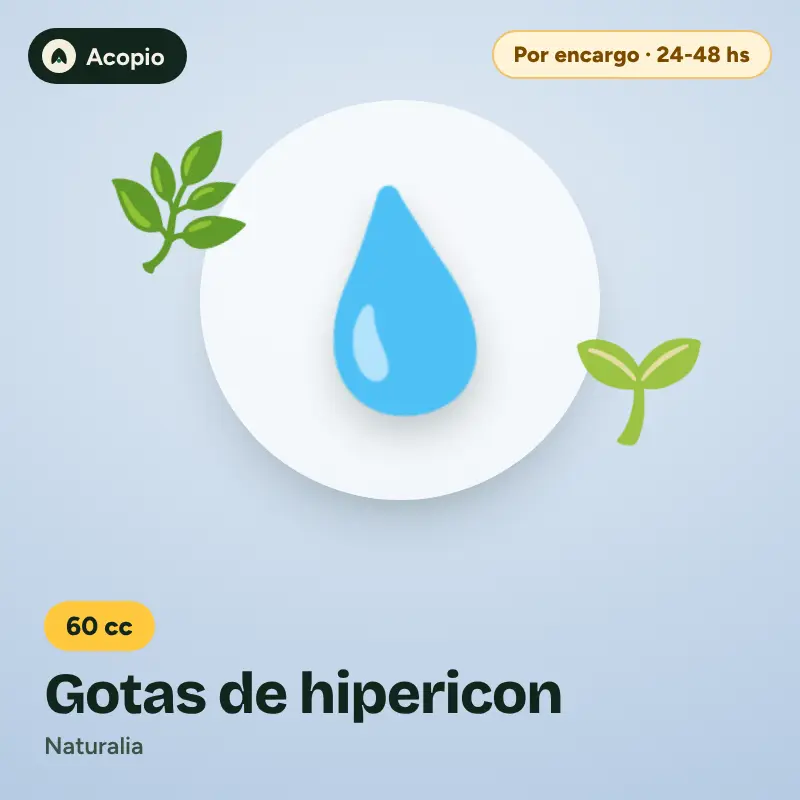 Acopio
Por encargo · 24-48 hs
60 cc
Gotas de hipericon
Naturalia